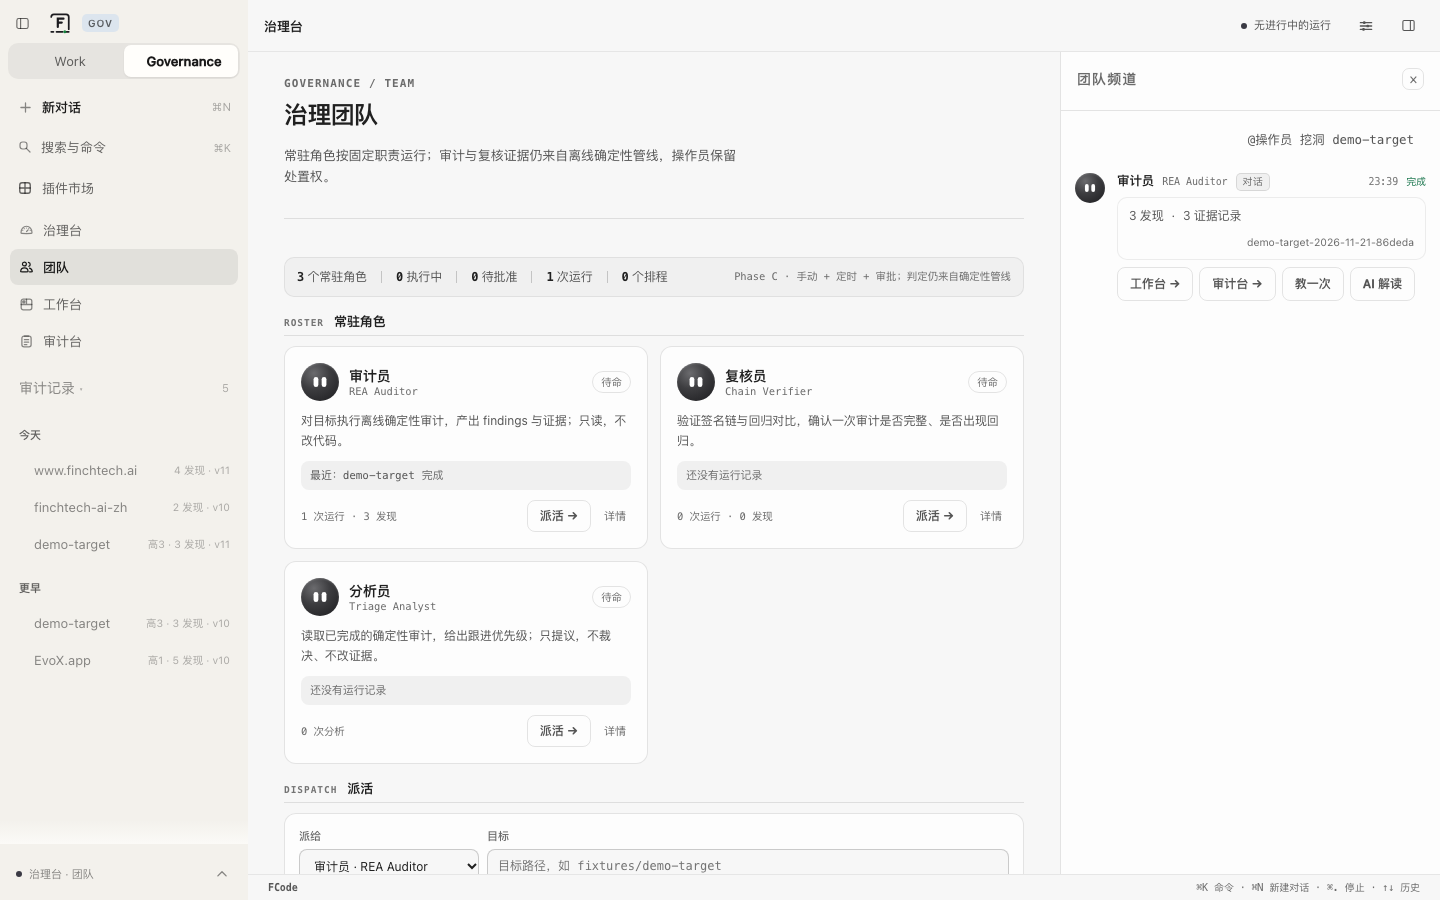 F
GOV
Work
Governance
新对话
⌘N
搜索与命令
⌘K
插件市场
治理台
团队
工作台
审计台
审计记录 ·
5
今天
www.finchtech.ai
4 发现 · v11
finchtech-ai-zh
2 发现 · v10
demo-target
高3 · 3 发现 · v11
更早
demo-target
高3 · 3 发现 · v10
EvoX.app
高1 · 5 发现 · v10
治理台 · 团队
治理台
无进行中的运行
GOVERNANCE / TEAM
治理团队
常驻角色按固定职责运行；审计与复核证据仍来自离线确定性管线，操作员保留
处置权。
3 个常驻角色
0 执行中
0 待批准
1 次运行
0 个排程
Phase C · 手动 + 定时 + 审批；判定仍来自确定性管线
ROSTER 常驻角色
审计员
REA Auditor
待命
对目标执行离线确定性审计，产出 findings 与证据；只读，不
改代码。
最近：demo-target 完成
1 次运行 · 3 发现
派活 →
详情
复核员
Chain Verifier
待命
验证签名链与回归对比，确认一次审计是否完整、是否出现回
归。
还没有运行记录
0 次运行 · 0 发现
派活 →
详情
分析员
Triage Analyst
待命
读取已完成的确定性审计，给出跟进优先级；只提议，不裁
决、不改证据。
还没有运行记录
0 次分析
派活 →
详情
DISPATCH 派活
派给
目标
审计员 · REA Auditor
目标路径，如 fixtures/demo-target
团队频道
×
@操作员 挖洞 demo-target
审计员 REA Auditor 对话
23:39 完成
3 发现 · 3 证据记录
demo-target-2026-11-21-86deda
工作台 →
审计台 →
教一次
AI 解读
FCode
⌘K 命令 · ⌘N 新建对话 · ⌘. 停止 · ↑↓ 历史